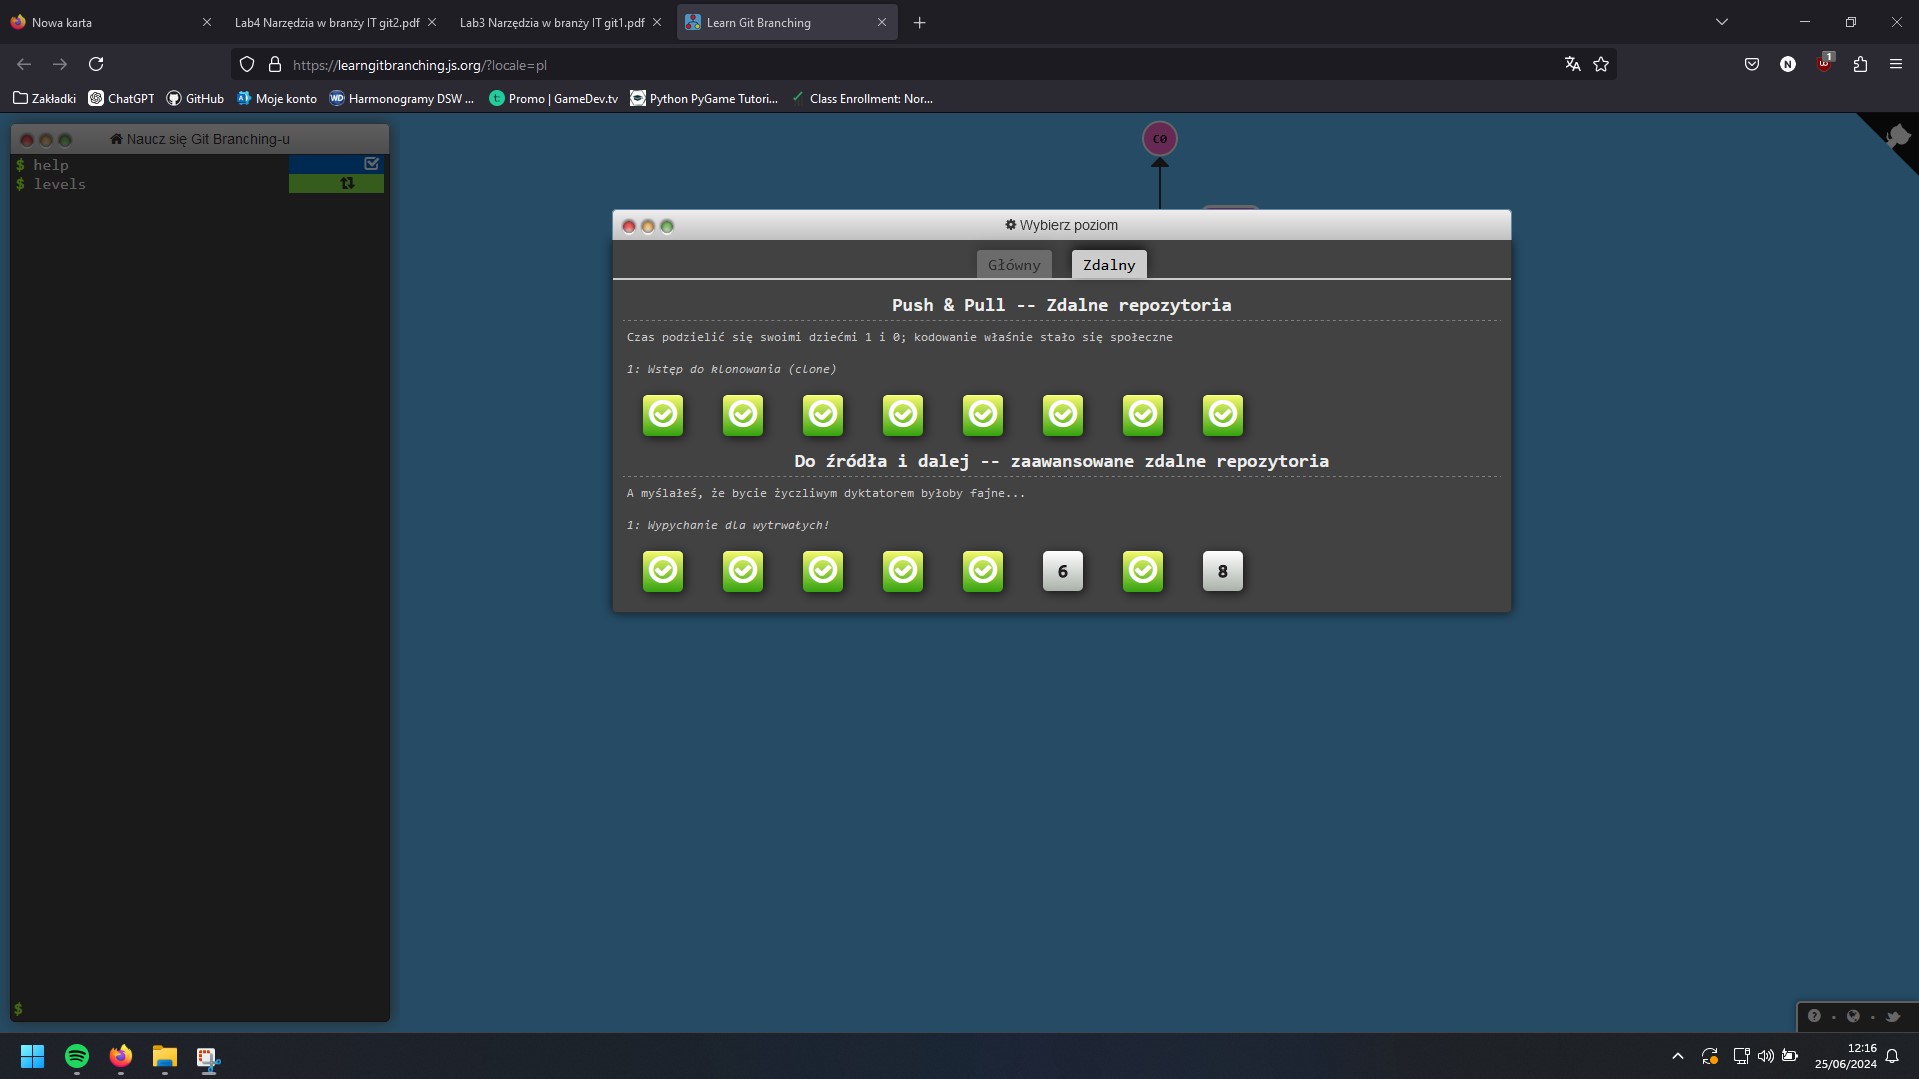 Nowa karta
Lab4 Narzędzia w branży IT git2.pdf
Lab3 Narzędzia w branży IT git1.pdf
Learn Git Branching
https://learngitbranching.js.org/?locale=pl
N
1
Zakładki
ChatGPT
GitHub
Moje konto
WD Harmonogramy DSW ...
t Promo | GameDev.tv
Python PyGame Tutori...
Class Enrollment: Nor...
Naucz się Git Branching-u
$ help
$ levels
$
C0
Wybierz poziom
Główny
Zdalny
Push & Pull -- Zdalne repozytoria
Czas podzielić się swoimi dziećmi 1 i 0; kodowanie właśnie stało się społeczne
1: Wstęp do klonowania (clone)
Do źródła i dalej -- zaawansowane zdalne repozytoria
A myślałeś, że bycie życzliwym dyktatorem byłoby fajne...
1: Wypychanie dla wytrwałych!
6
8
12:16
25/06/2024